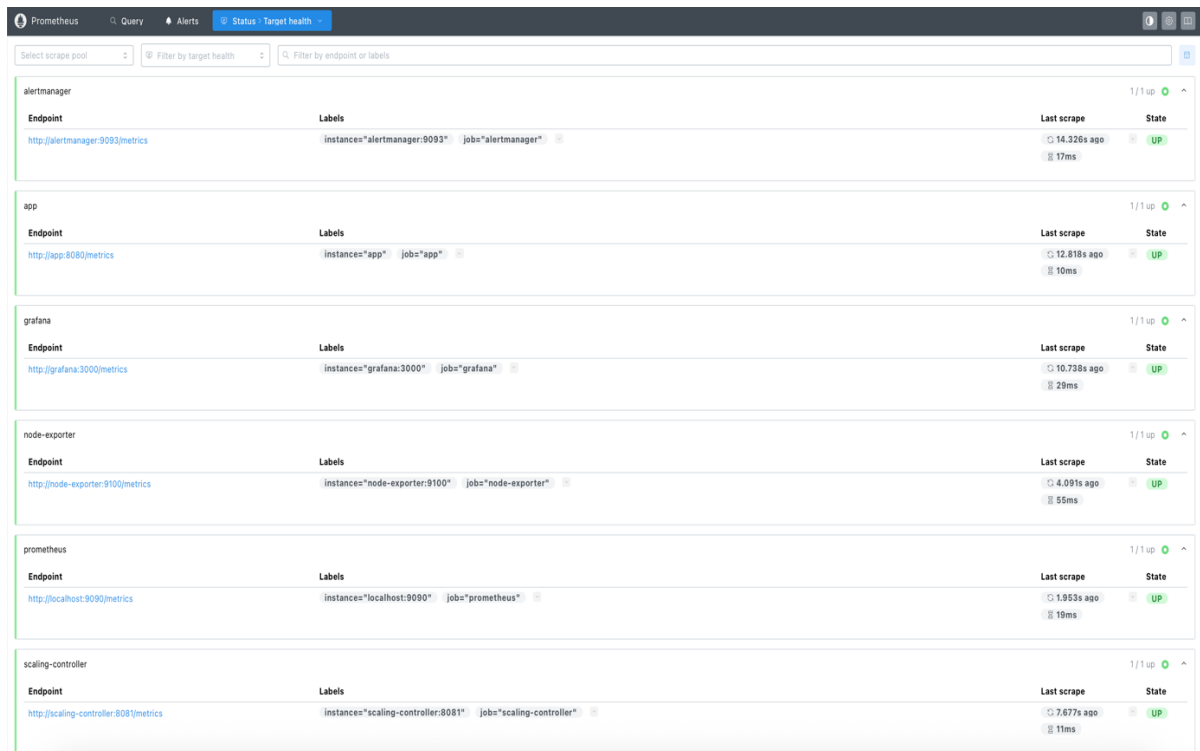 Prometheus Query Alerts Status > Target health
Select scrape pool Filter by target health Filter by endpoint or labels
alertmanager 1 / 1 up
Endpoint Labels Last scrape State
http://alertmanager:9093/metrics instance="alertmanager:9093" job="alertmanager" 14.326s ago UP
17ms
app 1 / 1 up
Endpoint Labels Last scrape State
http://app:8080/metrics instance="app" job="app" 12.818s ago UP
10ms
grafana 1 / 1 up
Endpoint Labels Last scrape State
http://grafana:3000/metrics instance="grafana:3000" job="grafana" 10.738s ago UP
29ms
node-exporter 1 / 1 up
Endpoint Labels Last scrape State
http://node-exporter:9100/metrics instance="node-exporter:9100" job="node-exporter" 4.091s ago UP
55ms
prometheus 1 / 1 up
Endpoint Labels Last scrape State
http://localhost:9090/metrics instance="localhost:9090" job="prometheus" 1.953s ago UP
19ms
scaling-controller 1 / 1 up
Endpoint Labels Last scrape State
http://scaling-controller:8081/metrics instance="scaling-controller:8081" job="scaling-controller" 7.677s ago UP
11ms